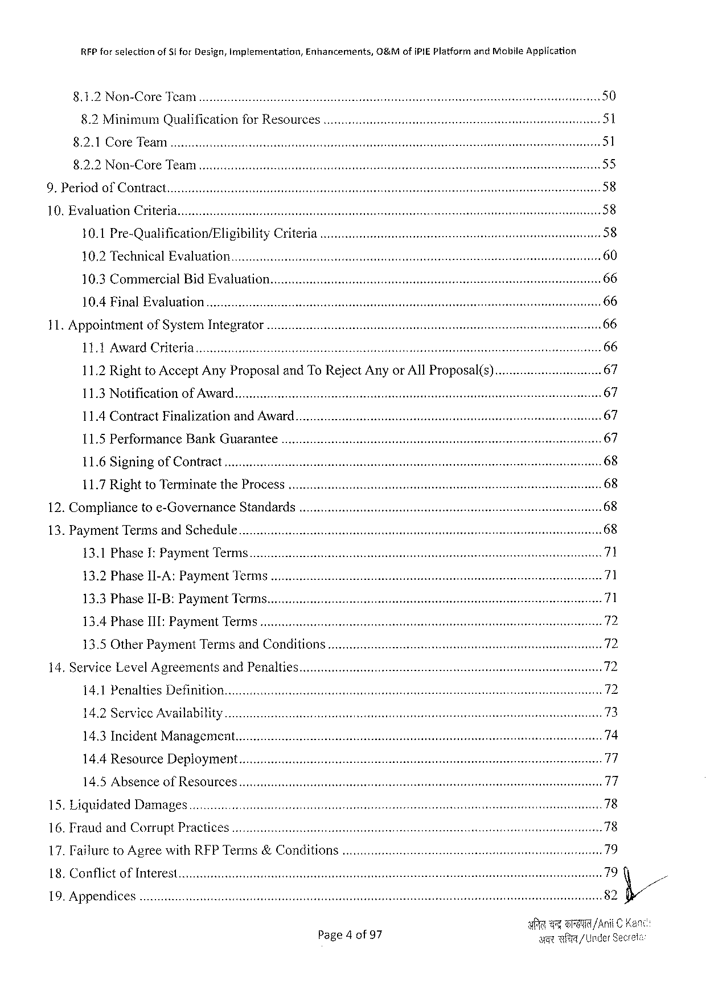 RFP for selection of SI for Design, Implementation, Enhancements, O&M of iPIE Platform and Mobile Application
8.1.2 Non-Core Team 50
8.2 Minimum Qualification for Resources 51
8.2.1 Core Team 51
8.2.2 Non-Core Team 55
9. Period of Contract 58
10. Evaluation Criteria 58
10.1 Pre-Qualification/Eligibility Criteria 58
10.2 Technical Evaluation 60
10.3 Commercial Bid Evaluation 66
10.4 Final Evaluation 66
11. Appointment of System Integrator 66
11.1 Award Criteria 66
11.2 Right to Accept Any Proposal and To Reject Any or All Proposal(s) 67
11.3 Notification of Award 67
11.4 Contract Finalization and Award 67
11.5 Performance Bank Guarantee 67
11.6 Signing of Contract 68
11.7 Right to Terminate the Process 68
12. Compliance to e-Governance Standards 68
13. Payment Terms and Schedule 68
13.1 Phase I: Payment Terms 71
13.2 Phase II-A: Payment Terms 71
13.3 Phase II-B: Payment Terms 71
13.4 Phase III: Payment Terms 72
13.5 Other Payment Terms and Conditions 72
14. Service Level Agreements and Penalties 72
14.1 Penalties Definition 72
14.2 Service Availability 73
14.3 Incident Management 74
14.4 Resource Deployment 77
14.5 Absence of Resources 77
15. Liquidated Damages 78
16. Fraud and Corrupt Practices 78
17. Failure to Agree with RFP Terms & Conditions 79
18. Conflict of Interest 79
19. Appendices 82
अनिल चन्द्र कान्डपाल/Anil C
Page 4 of 97
अवर सचिव/Under